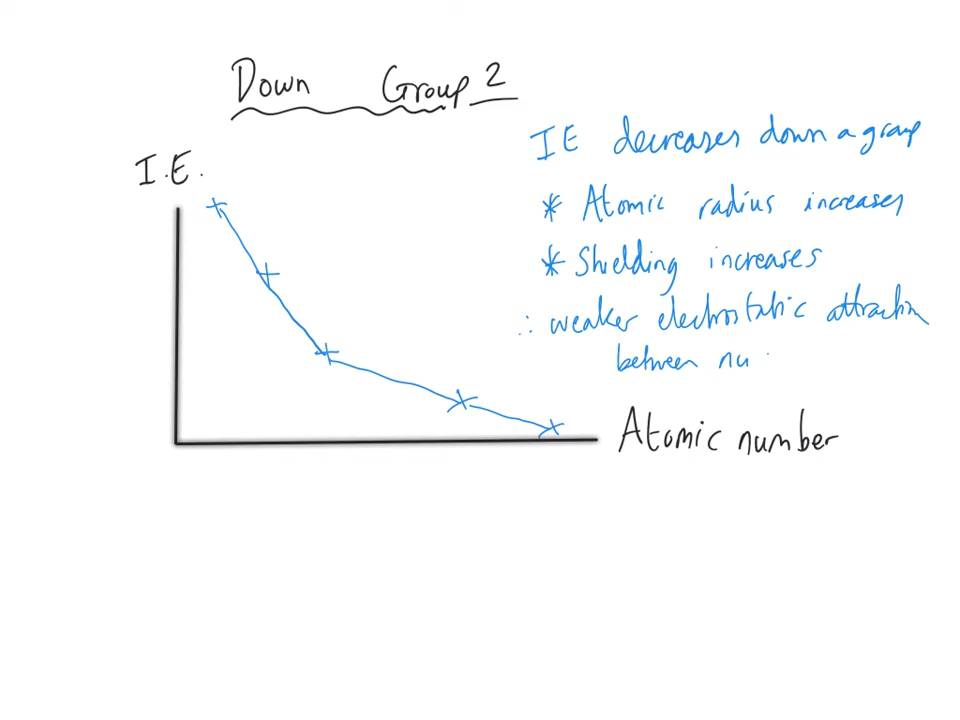 Down Group 2
I.E.
IE decreases down a group
* Atomic radius increases
* Shielding increases
∴ weaker electrostatic attraction
between nu
Atomic number